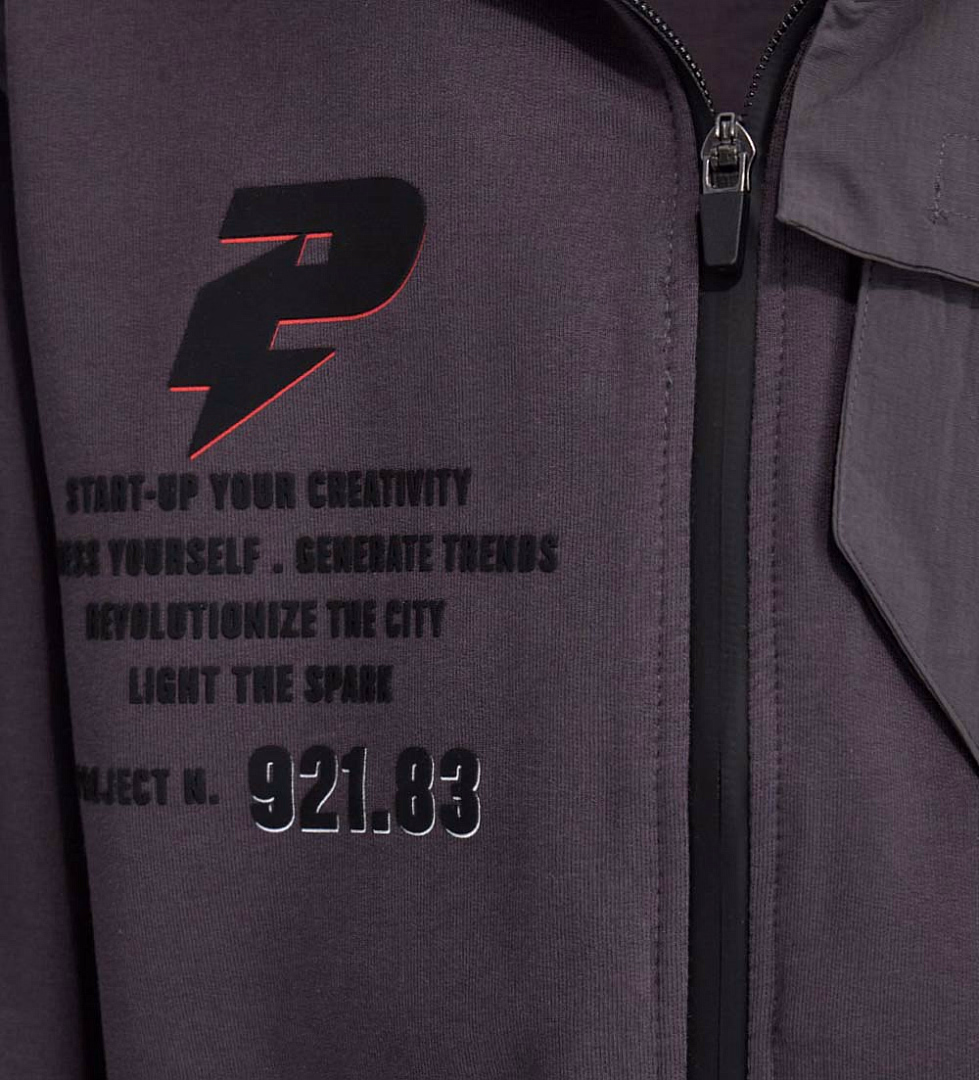 P
START-UP YOUR CREATIVITY
YOURSELF . GENERATE TRENDS
REVOLUTIONIZE THE CITY
LIGHT THE SPARK
N. 921.83